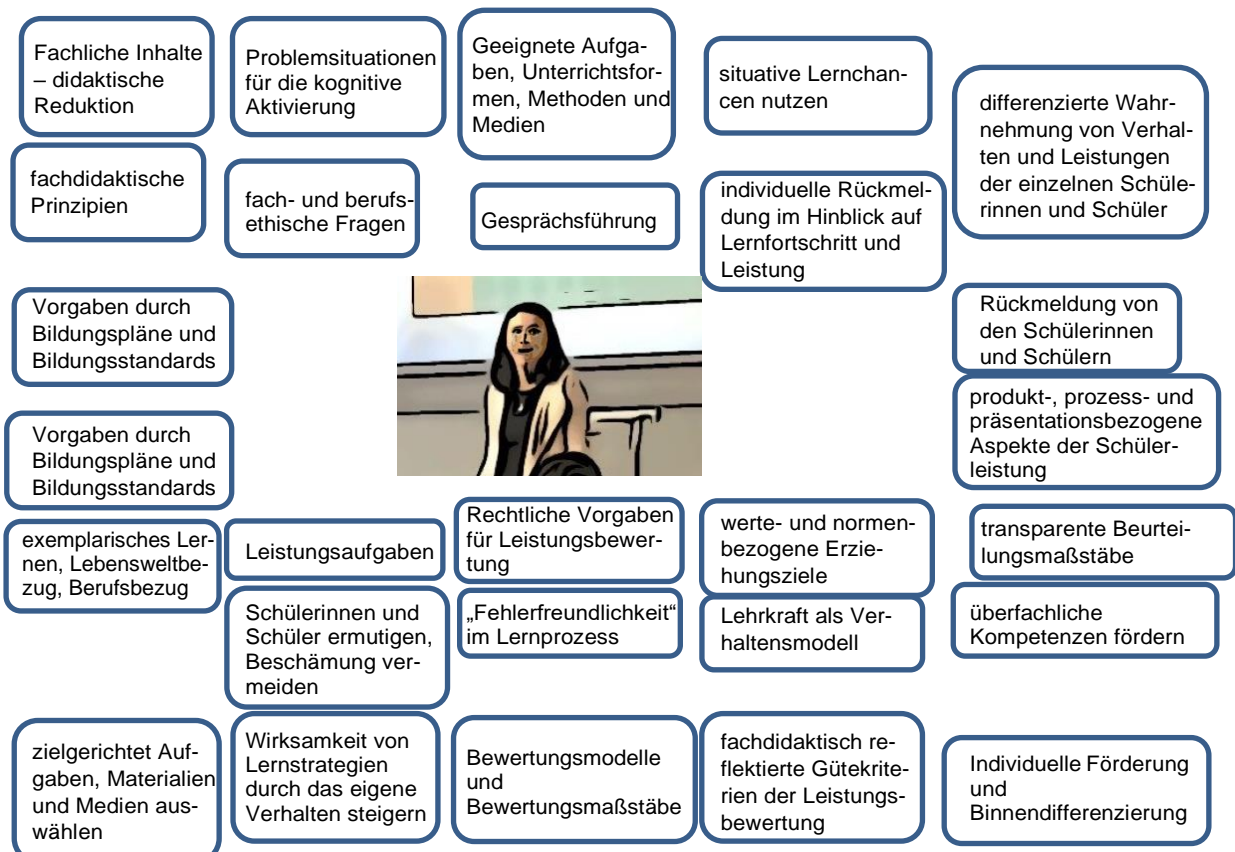 Fachliche Inhalte
– didaktische
Reduktion
Problemsituationen
für die kognitive
Aktivierung
Geeignete Aufga-
ben, Unterrichtsfor-
men, Methoden und
Medien
situative Lernchan-
cen nutzen
differenzierte Wahr-
nehmung von Verhal-
ten und Leistungen
der einzelnen Schüle-
rinnen und Schüler
fachdidaktische
Prinzipien
fach- und berufs-
ethische Fragen
Gesprächsführung
individuelle Rückmel-
dung im Hinblick auf
Lernfortschritt und
Leistung
Vorgaben durch
Bildungspläne und
Bildungsstandards
Rückmeldung von
den Schülerinnen
und Schülern
Vorgaben durch
Bildungspläne und
Bildungsstandards
produkt-, prozess- und
präsentationsbezogene
Aspekte der Schüler-
leistung
exemplarisches Ler-
nen, Lebensweltbe-
zug, Berufsbezug
Leistungsaufgaben
Rechtliche Vorgaben
für Leistungsbewer-
tung
werte- und normen-
bezogene Erzie-
hungsziele
transparente Beurtei-
lungsmaßstäbe
Schülerinnen und
Schüler ermutigen,
Beschämung ver-
meiden
„Fehlerfreundlichkeit“
im Lernprozess
Lehrkraft als Ver-
haltensmodell
überfachliche
Kompetenzen fördern
zielgerichtet Auf-
gaben, Materialien
und Medien aus-
wählen
Wirksamkeit von
Lernstrategien
durch das eigene
Verhalten steigern
Bewertungsmodelle
und
Bewertungsmaßstäbe
fachdidaktisch re-
flektierte Gütekrite-
rien der Leistungs-
bewertung
Individuelle Förderung
und
Binnendifferenzierung